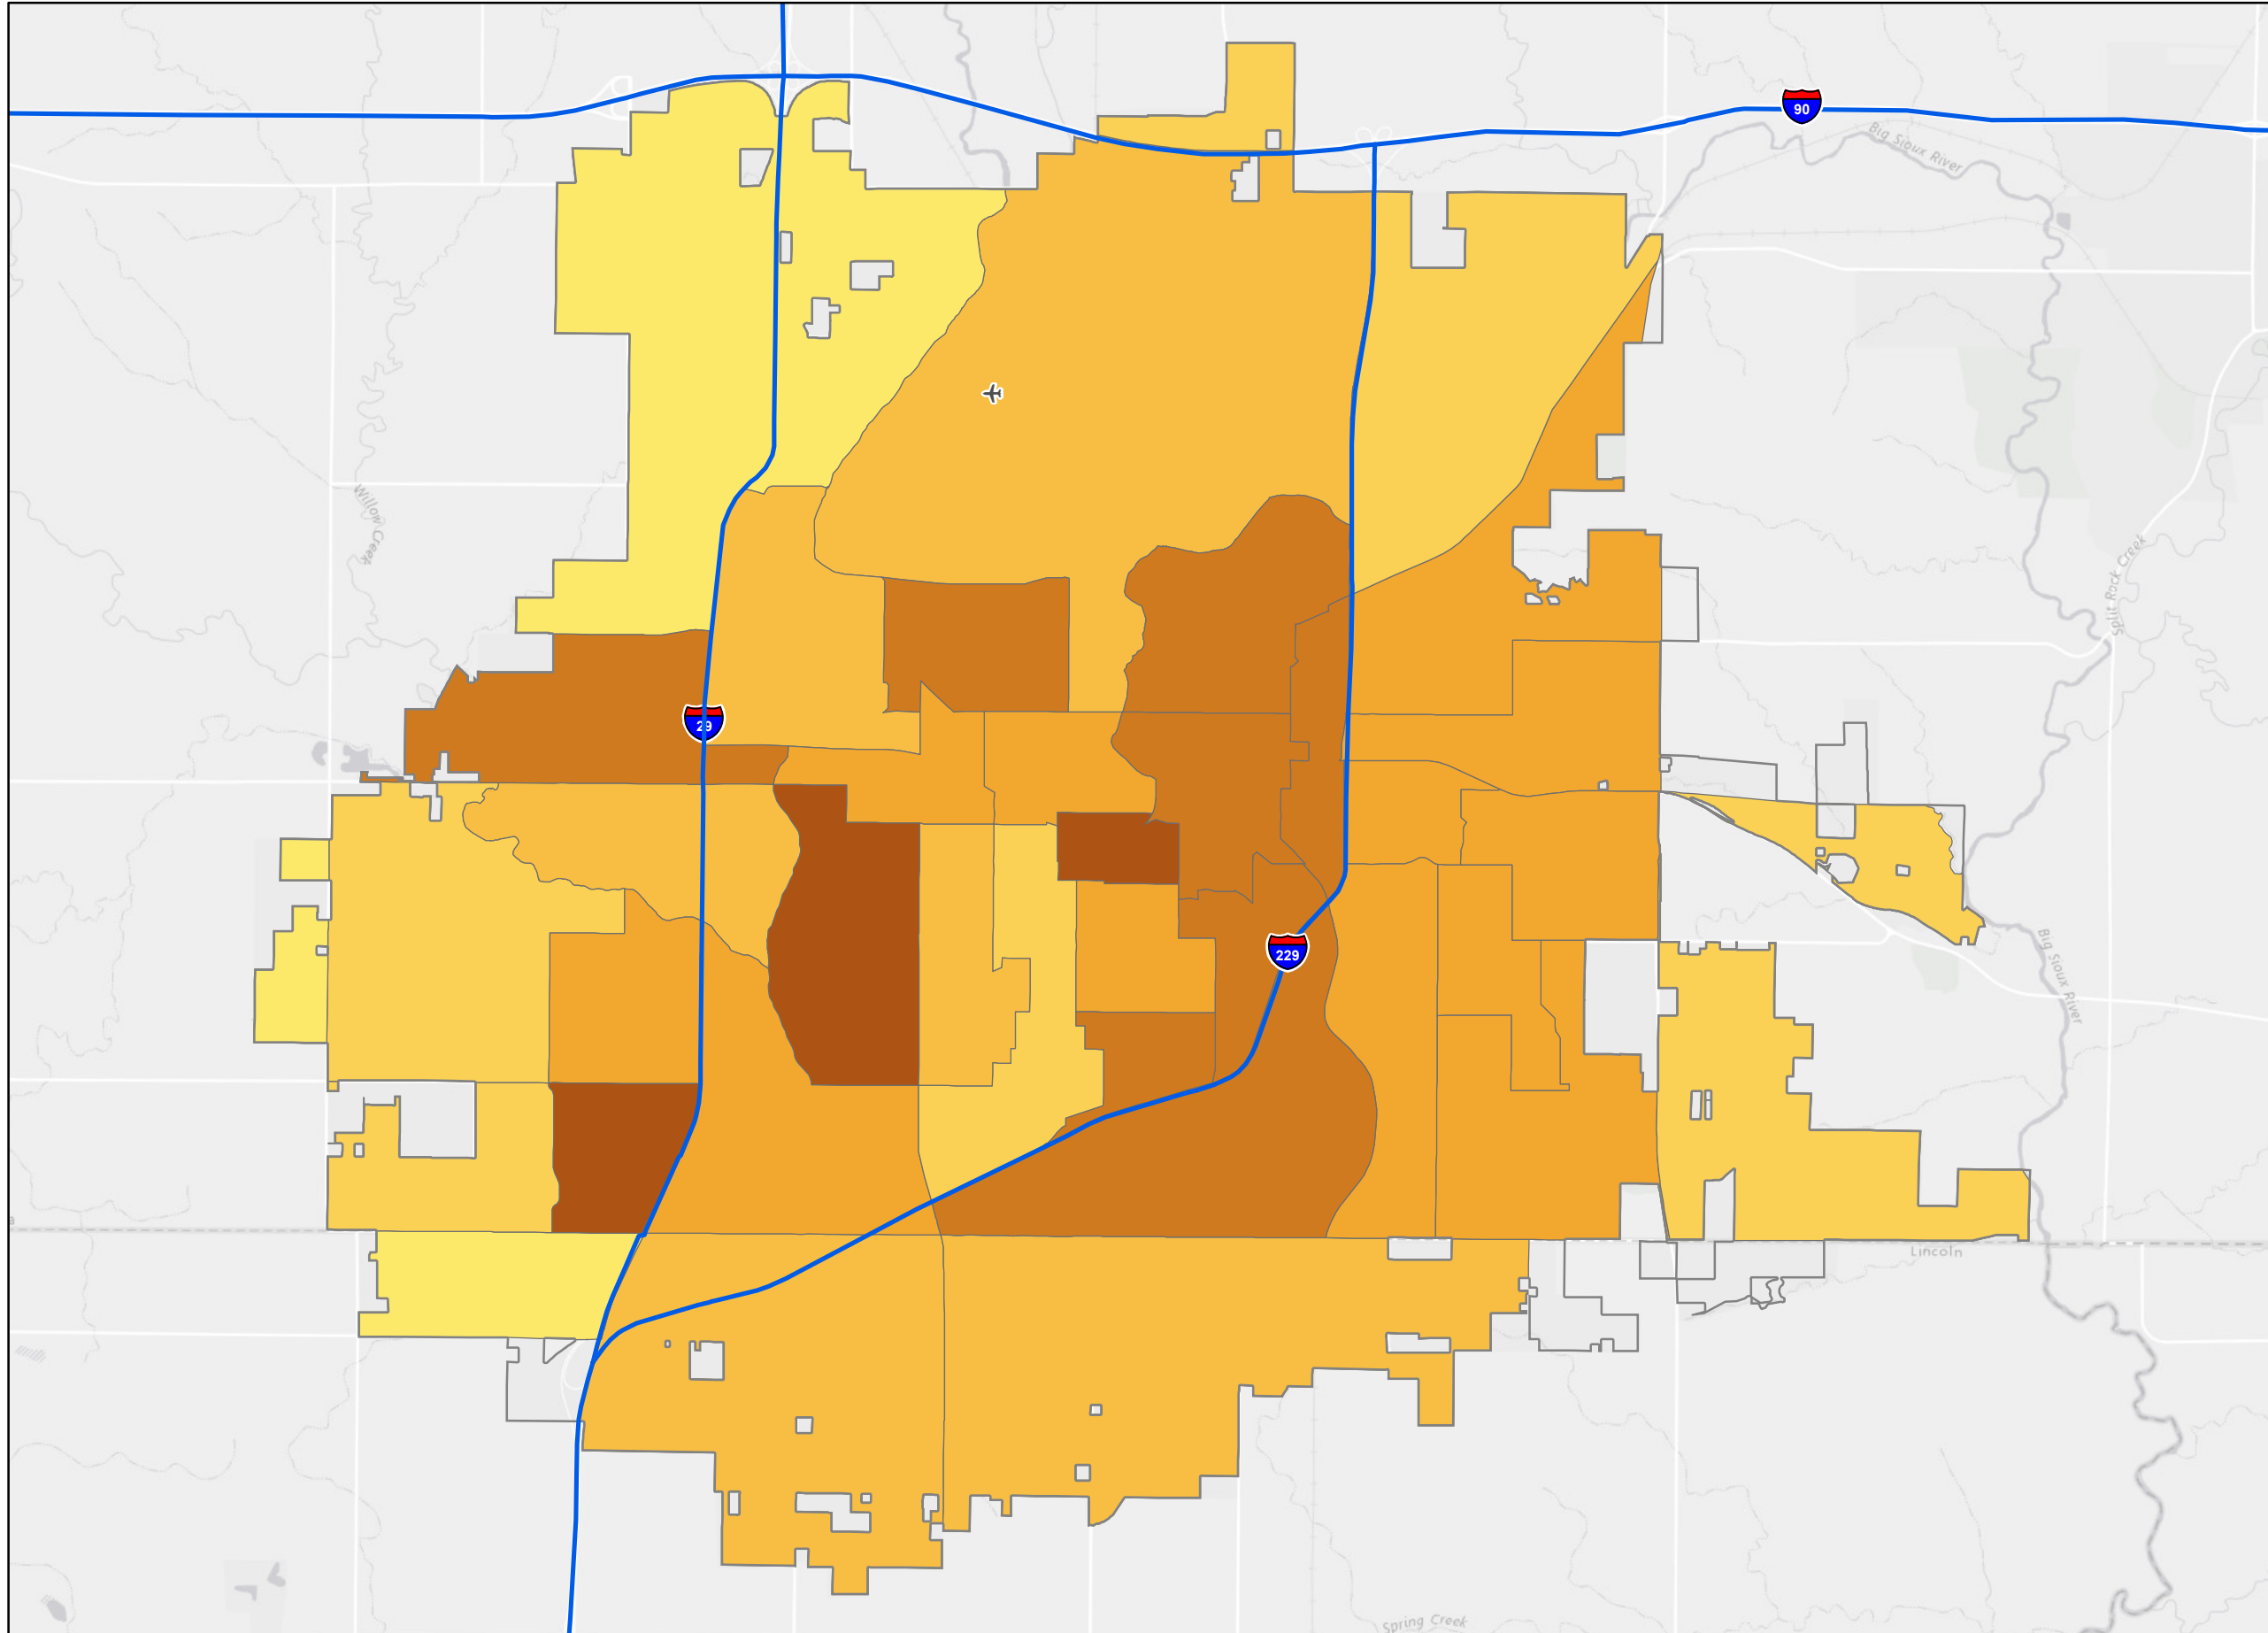 90
Big Sioux River
Willow Creek
Split Rock Creek
29
229
Big Sioux River
Lincoln
Spring Creek